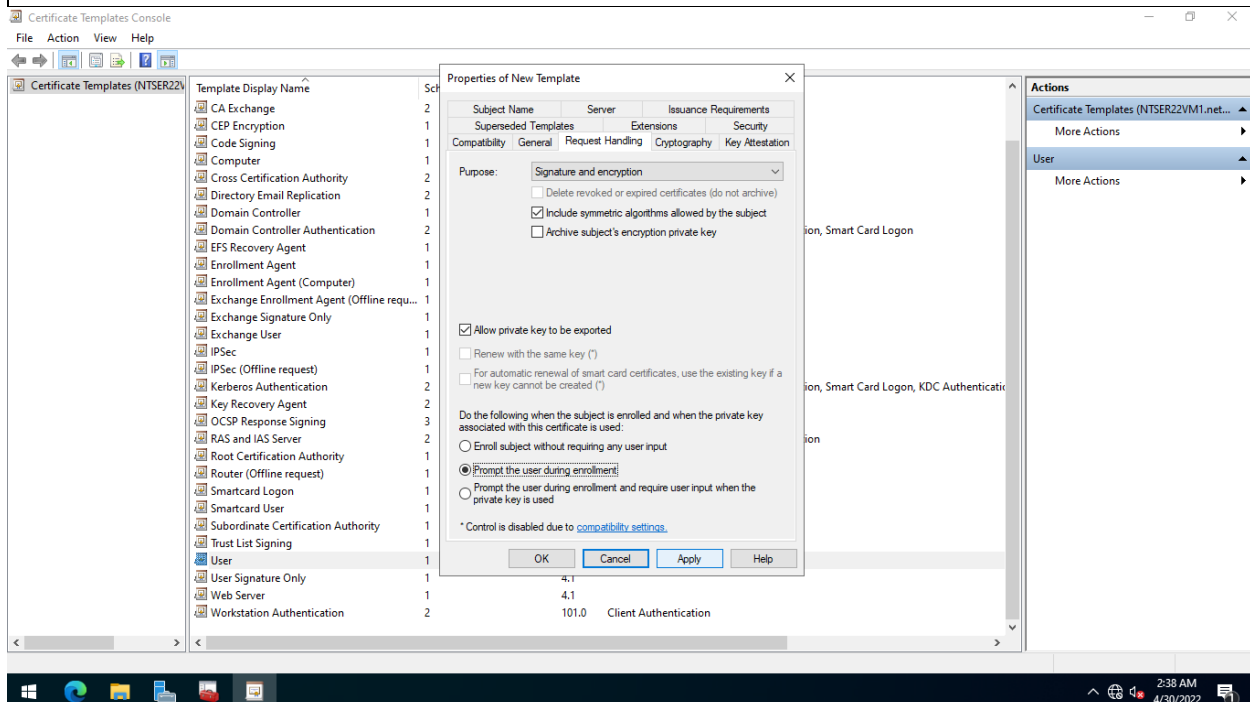 Certificate Templates Console
File Action View Help
Certificate Templates (NTSER22V
Template Display Name
Sch
CA Exchange 2
CEP Encryption 1
Code Signing 1
Computer 1
Cross Certification Authority 2
Directory Email Replication 2
Domain Controller 1
Domain Controller Authentication 2 ion, Smart Card Logon
EFS Recovery Agent 1
Enrollment Agent 1
Enrollment Agent (Computer) 1
Exchange Enrollment Agent (Offline requ... 1
Exchange Signature Only 1
Exchange User 1
IPSec 1
IPSec (Offline request) 1
Kerberos Authentication 2 ion, Smart Card Logon, KDC Authenticatio
Key Recovery Agent 2
OCSP Response Signing 3
RAS and IAS Server 2 ion
Root Certification Authority 1
Router (Offline request) 1
Smartcard Logon 1
Smartcard User 1
Subordinate Certification Authority 1
Trust List Signing 1
User 1
User Signature Only 1 4.1
Web Server 1 4.1
Workstation Authentication 2 101.0 Client Authentication
Properties of New Template
Subject Name Server Issuance Requirements
Superseded Templates Extensions Security
Compatibility General Request Handling Cryptography Key Attestation
Purpose: Signature and encryption
Delete revoked or expired certificates (do not archive)
Include symmetric algorithms allowed by the subject
Archive subject's encryption private key
Allow private key to be exported
Renew with the same key (*)
For automatic renewal of smart card certificates, use the existing key if a
new key cannot be created (*)
Do the following when the subject is enrolled and when the private key
associated with this certificate is used:
Enroll subject without requiring any user input
Prompt the user during enrollment
Prompt the user during enrollment and require user input when the
private key is used
* Control is disabled due to compatibility settings.
OK Cancel Apply Help
Actions
Certificate Templates (NTSER22VM1.net...
More Actions
User
More Actions
2:38 AM
4/30/2022
1